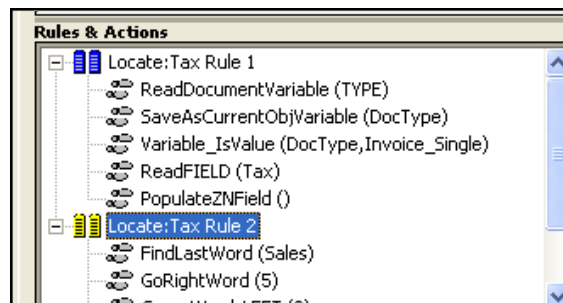 Rules & Actions
Locate:Tax Rule 1
ReadDocumentVariable (TYPE)
SaveAsCurrentObjVariable (DocType)
Variable_IsValue (DocType,Invoice_Single)
ReadFIELD (Tax)
PopulateZNField ()
Locate:Tax Rule 2
FindLastWord (Sales)
GoRightWord (5)